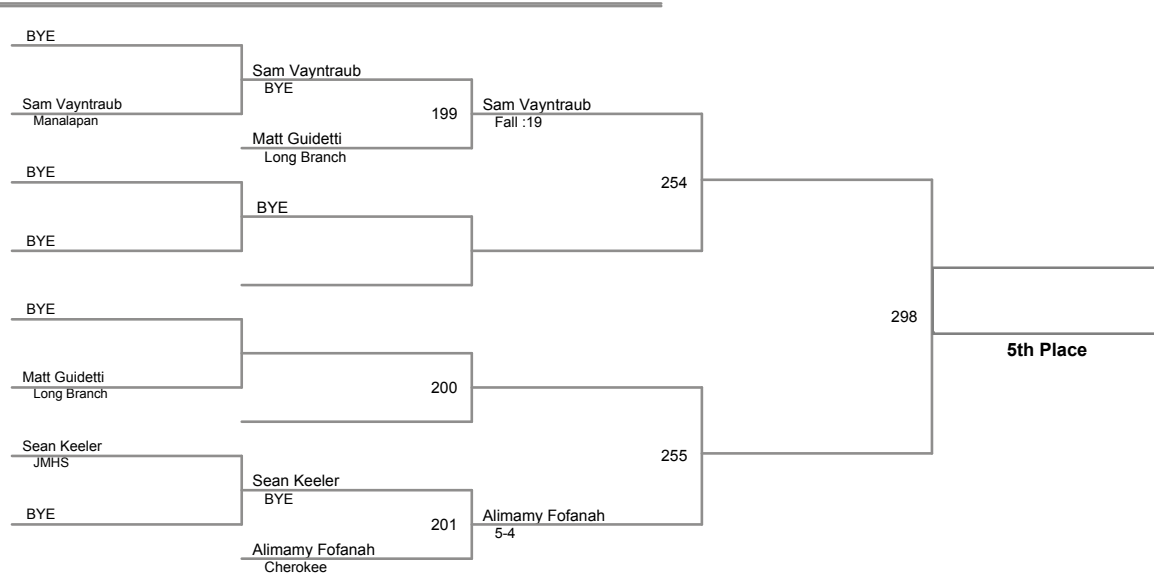 BYE
Sam Vayntraub
BYE
Sam Vayntraub
Manalapan
199
Sam Vayntraub
Fall :19
Matt Guidetti
Long Branch
BYE
254
BYE
BYE
BYE
298
5th Place
Matt Guidetti
Long Branch
200
Sean Keeler
JMHS
255
Sean Keeler
BYE
BYE
201
Alimamy Fofanah
5-4
Alimamy Fofanah
Cherokee